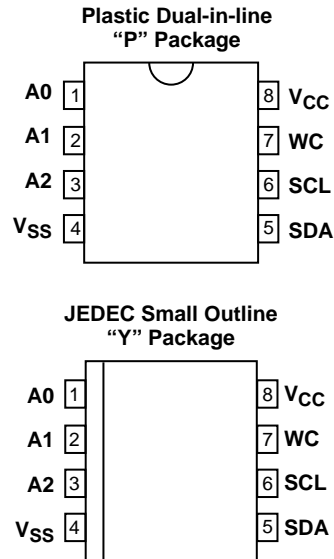 Plastic Dual-in-line
“P” Package
A0 1 8 VCC
A1 2 7 WC
A2 3 6 SCL
VSS 4 5 SDA
JEDEC Small Outline
“Y” Package
A0 1 8 VCC
A1 2 7 WC
A2 3 6 SCL
VSS 4 5 SDA